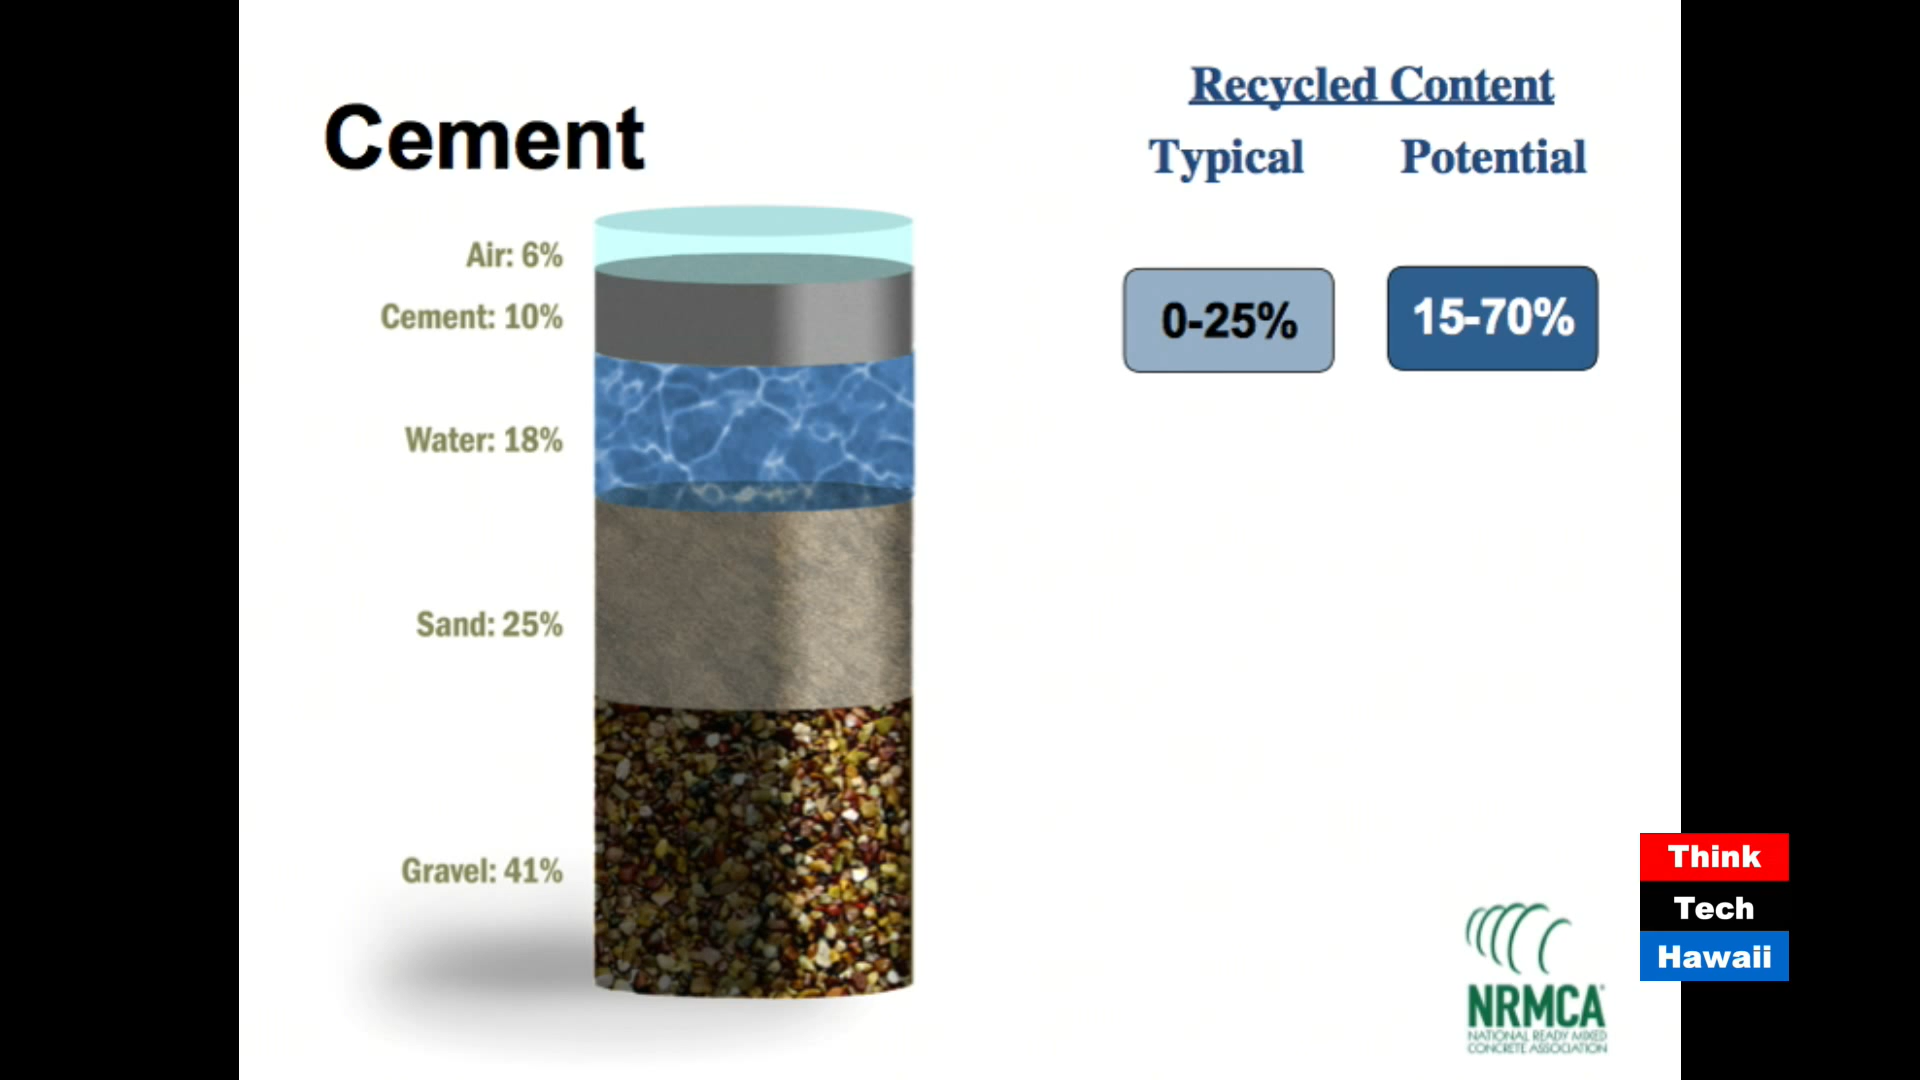 Cement
Recycled Content
Typical Potential
Air: 6%
Cement: 10%
0-25% 15-70%
Water: 18%
Sand: 25%
Gravel: 41%
Think
Tech
Hawaii
NRMCA
NATIONAL READY MIXED
CONCRETE ASSOCIATION